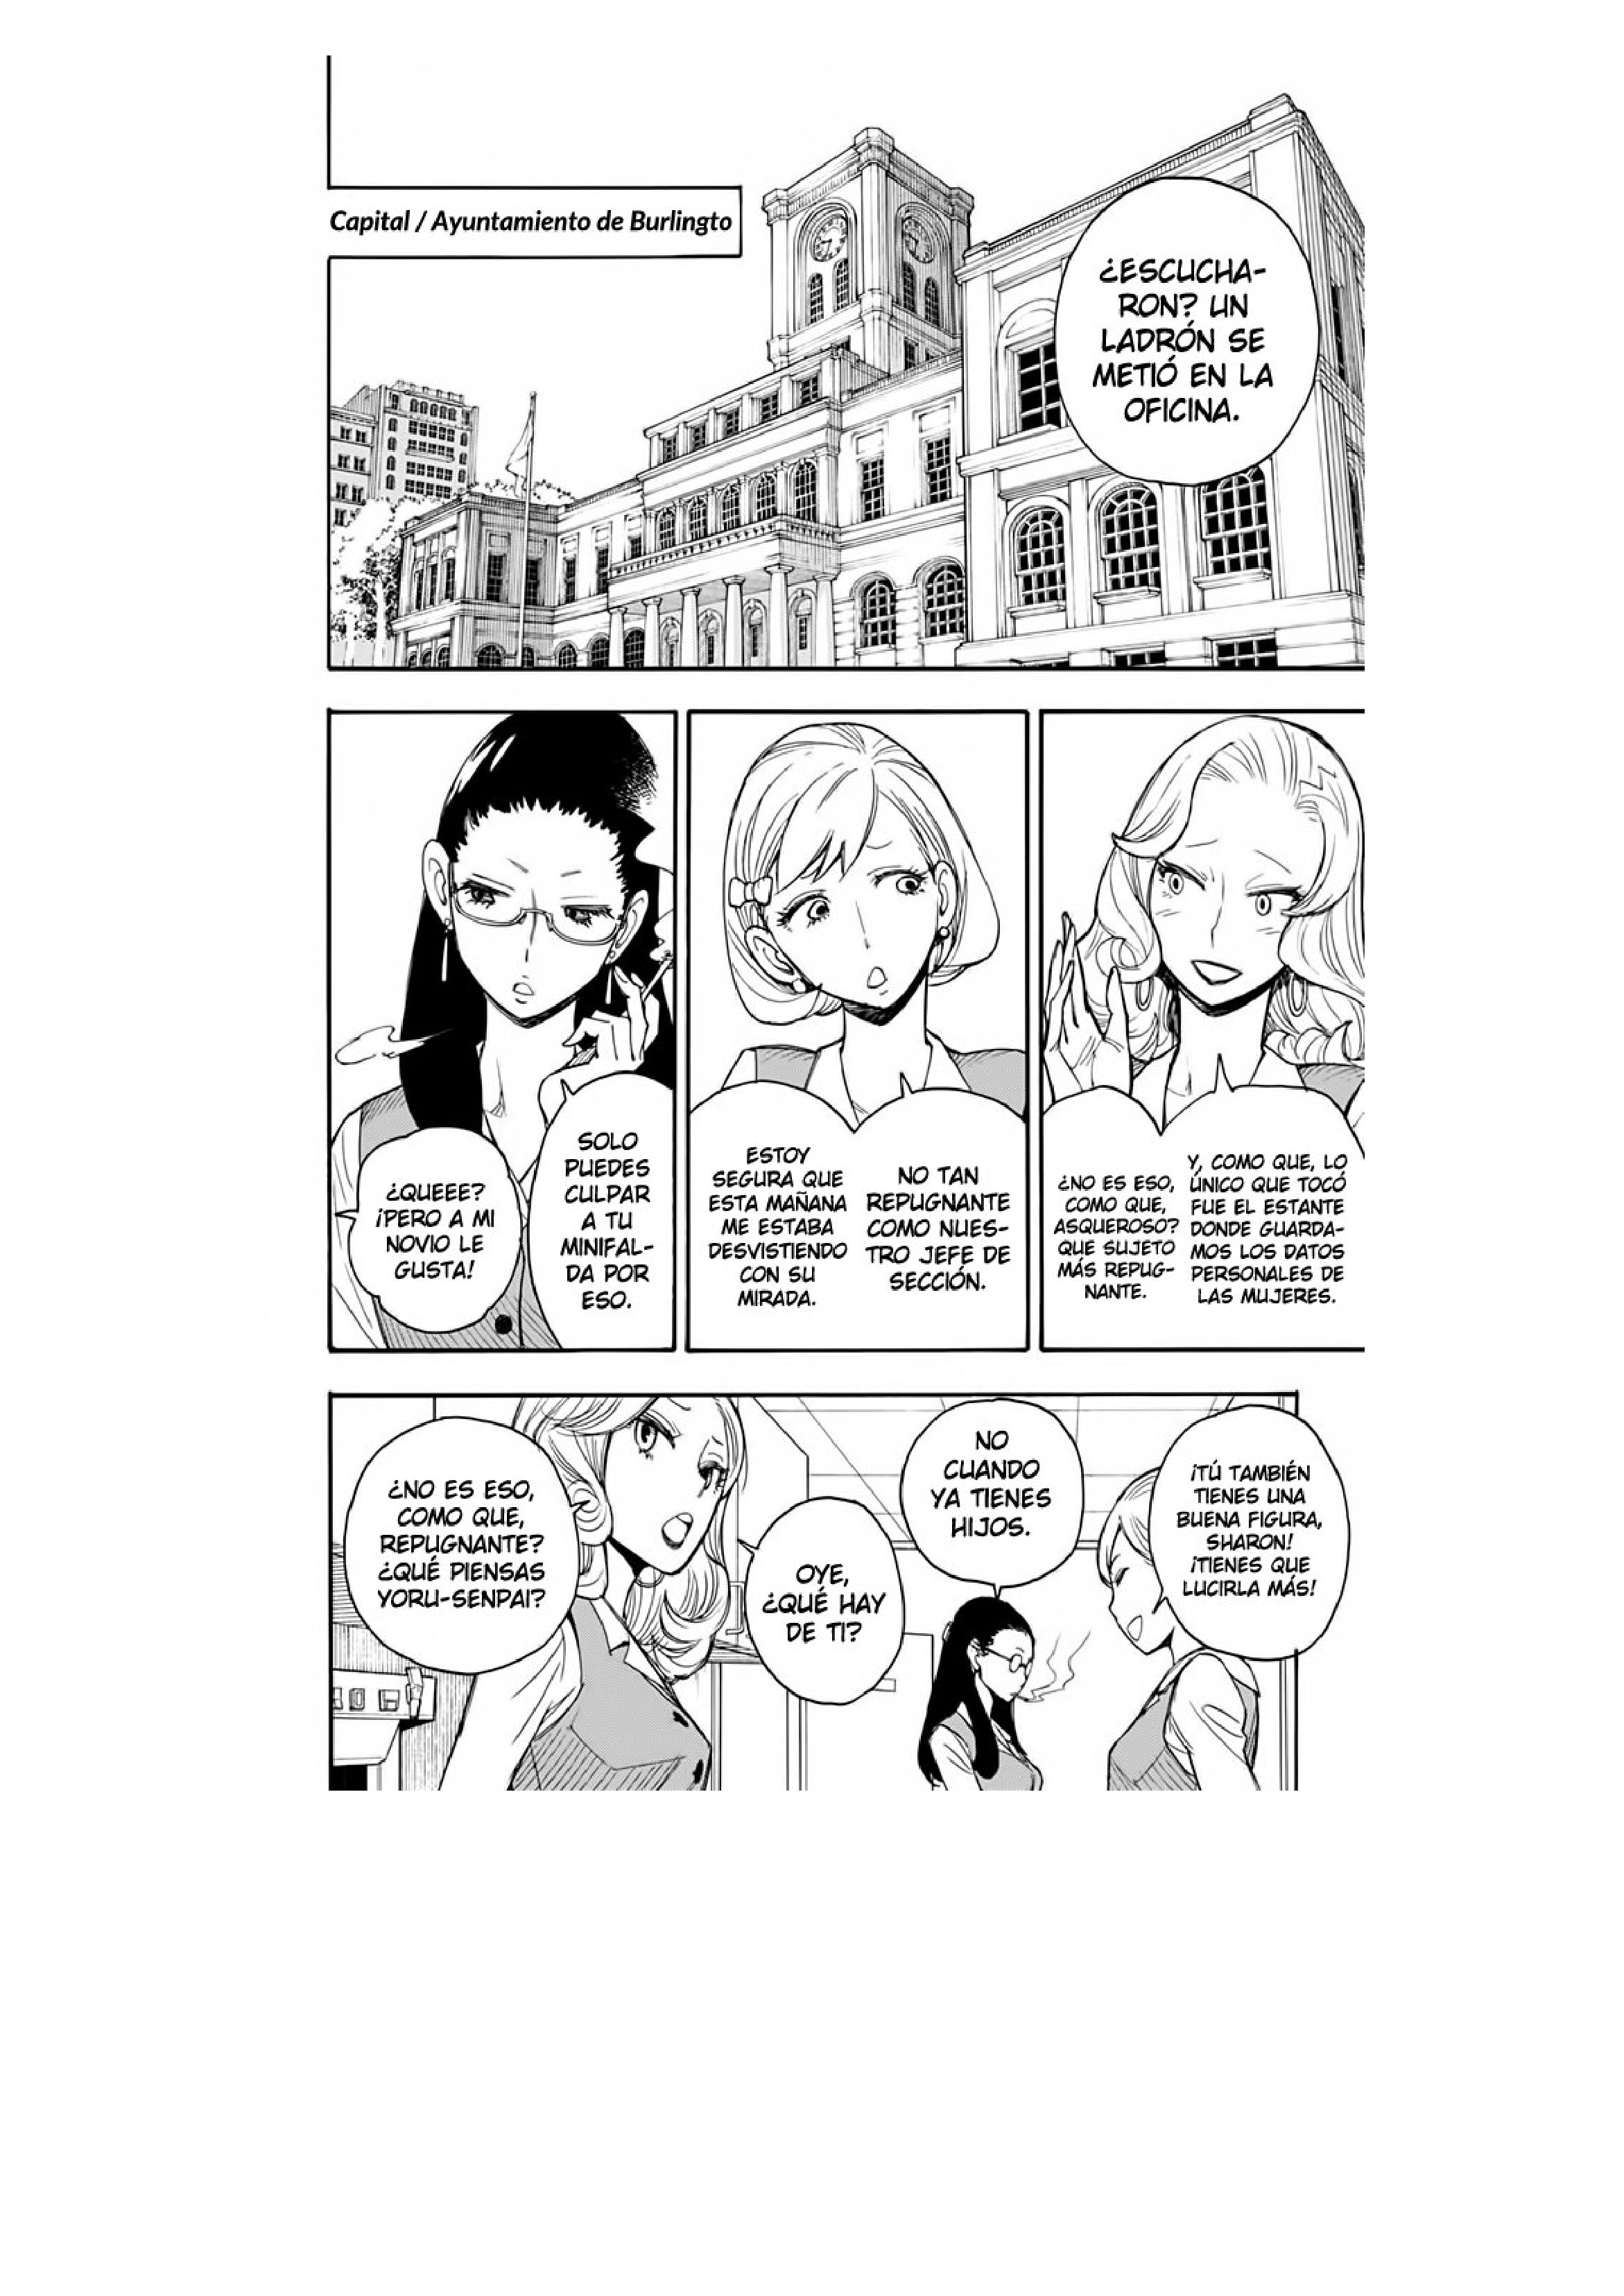 Capital / Ayuntamiento de Burlingto
¿ESCUCHA-
RON? UN
LADRÓN SE
METIÓ EN LA
OFICINA.
Y, COMO QUE, LO
ÚNICO QUE TOCÓ
FUE EL ESTANTE
DONDE GUARDA-
MOS LOS DATOS
PERSONALES DE
LAS MUJERES.
¿NO ES ESO,
COMO QUE,
ASQUEROSO?
QUE SUJETO
MÁS REPUG-
NANTE.
NO TAN
REPUGNANTE
COMO NUES-
TRO JEFE DE
SECCIÓN.
ESTOY
SEGURA QUE
ESTA MAÑANA
ME ESTABA
DESVISTIENDO
CON SU
MIRADA.
SOLO
PUEDES
CULPAR
A TU
MINIFAL-
DA POR
ESO.
¿QUEEE?
¡PERO A MI
NOVIO LE
GUSTA!
¡TÚ TAMBIÉN
TIENES UNA
BUENA FIGURA,
SHARON!
¡TIENES QUE
LUCIRLA MÁS!
NO
CUANDO
YA TIENES
HIJOS.
OYE,
¿QUÉ HAY
DE TI?
¿NO ES ESO,
COMO QUE,
REPUGNANTE?
¿QUÉ PIENSAS
YORU-SENPAI?